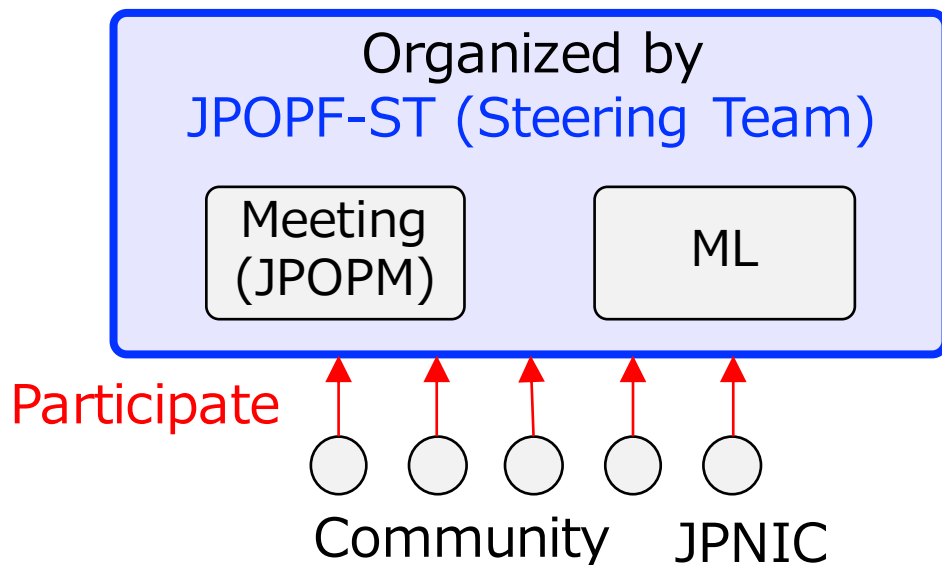 Organized by
JPOPF-ST (Steering Team)
Meeting
(JPOPM)
ML
Participate
Community
JPNIC